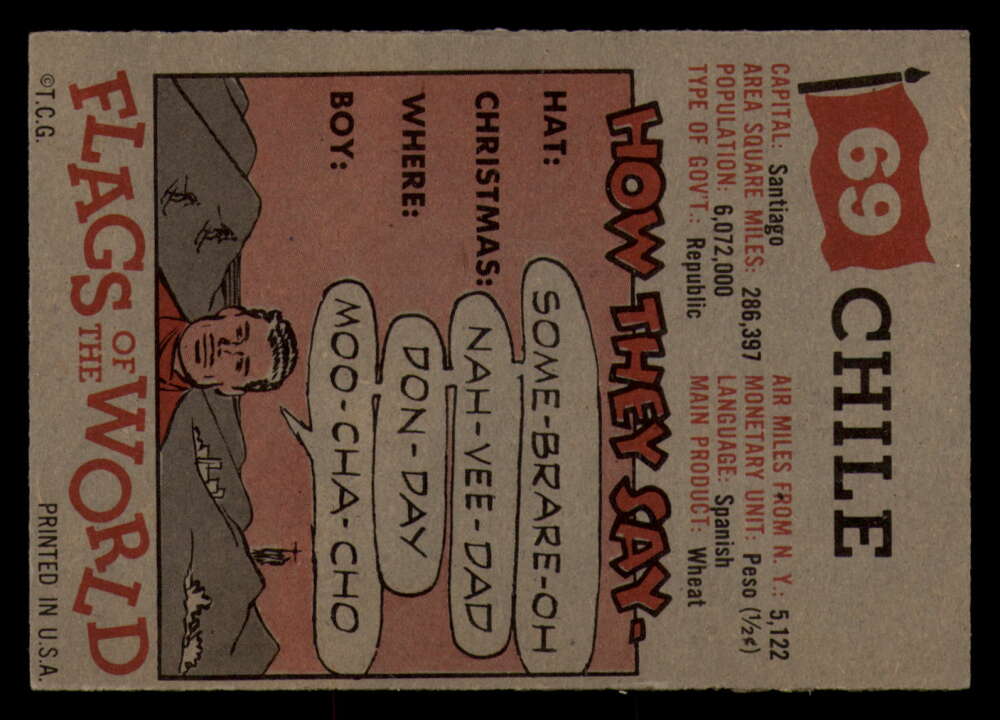 69 CHILE
CAPITAL: Santiago
AREA SQUARE MILES: 286,397
POPULATION: 6,072,000
TYPE OF GOV'T.: Republic
AIR MILES FROM N. Y.: 5,122
MONETARY UNIT: Peso (1/2¢)
LANGUAGE: Spanish
MAIN PRODUCT: Wheat
HOW THEY SAY-
HAT: SOME-BRARE-OH
CHRISTMAS: NAH-VEE-DAD
WHERE: DON-DAY
BOY: MOO-CHA-CHO
FLAGS OF THE WORLD
©T.C.G. PRINTED IN U.S.A.